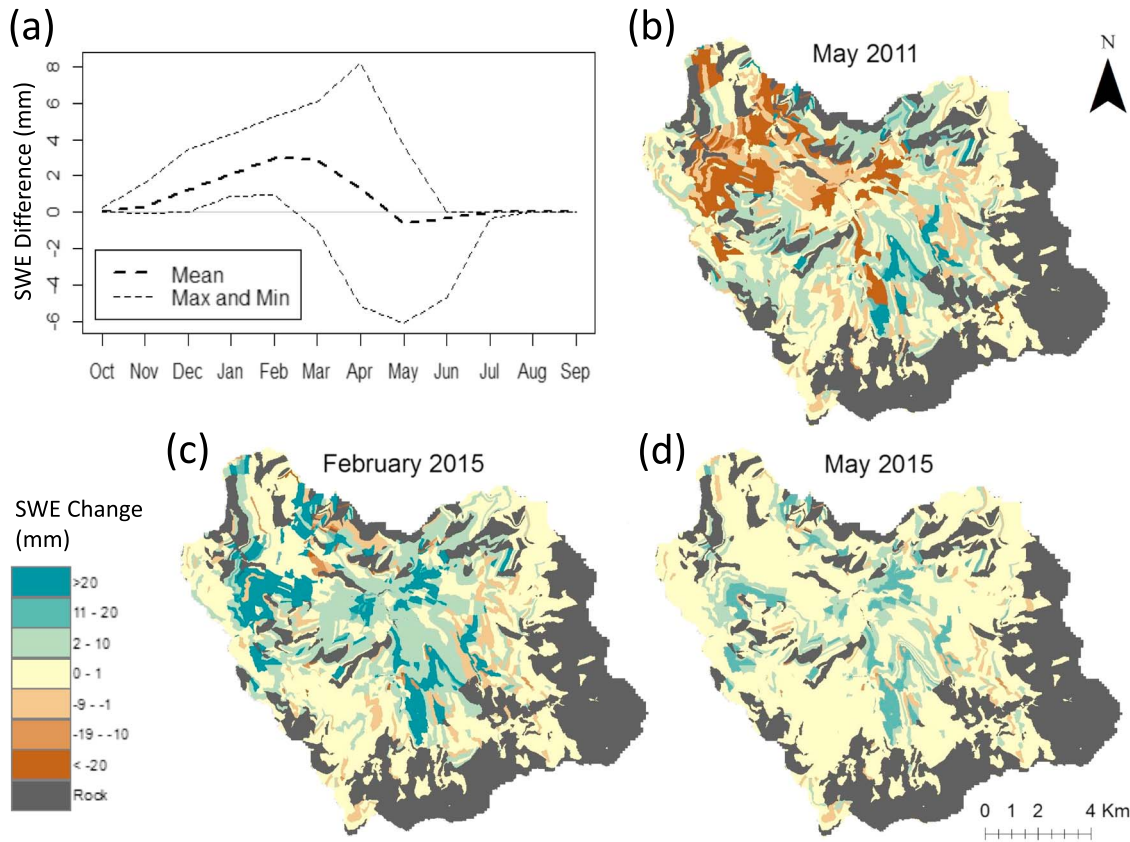 (a)
SWE Difference (mm)
8
6
4
2
0
-2
-4
-6
Mean
Max and Min
Oct Nov Dec Jan Feb Mar Apr May Jun Jul Aug Sep
(b)
May 2011
N
(c)
February 2015
(d)
May 2015
SWE Change
(mm)
>20
11 - 20
2 - 10
0 - 1
-9 - -1
-19 - -10
< -20
Rock
0 1 2 4 Km